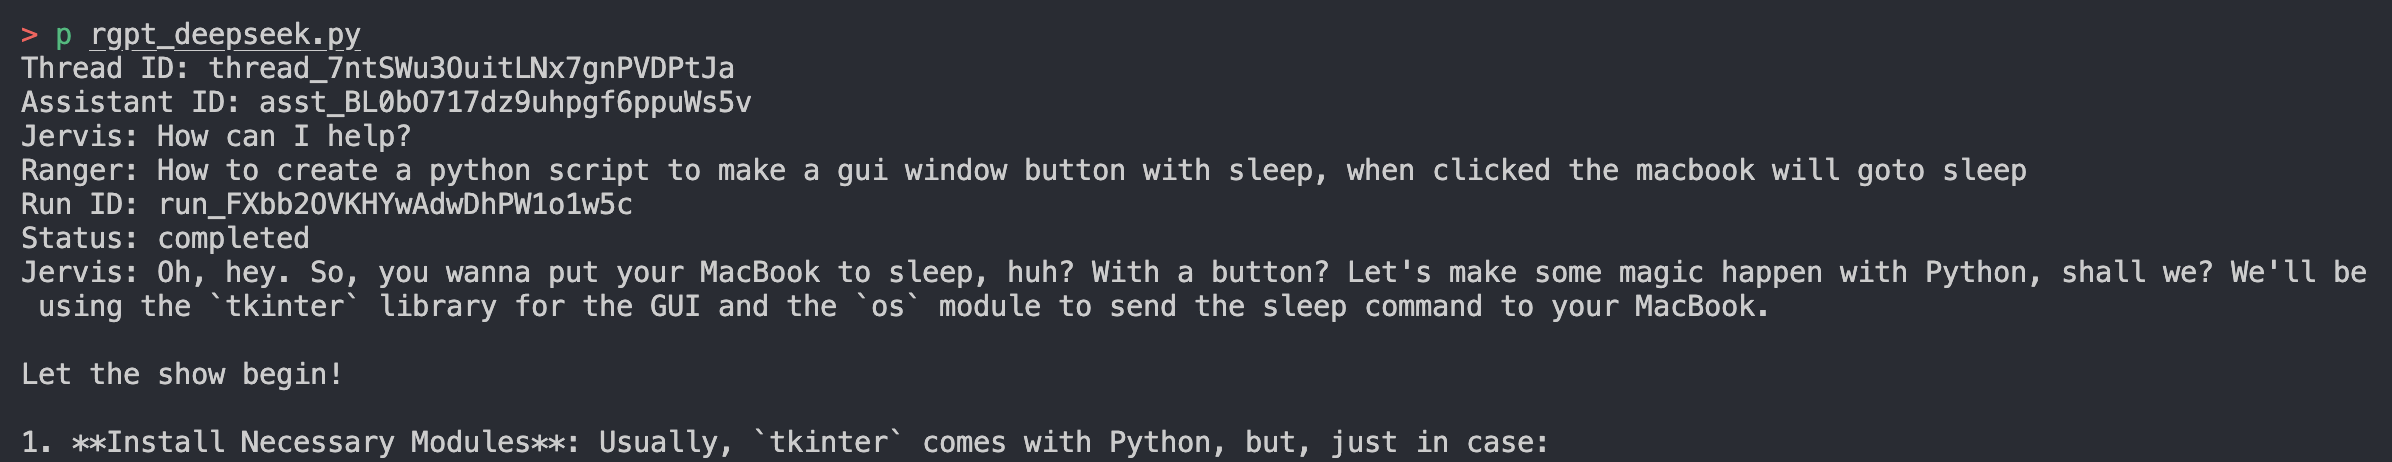 > p rgpt_deepseek.py
Thread ID: thread_7ntSWu3OuitLNx7gnPVDPtJa
Assistant ID: asst_BL0bO717dz9uhpgf6ppuWs5v
Jervis: How can I help?
Ranger: How to create a python script to make a gui window button with sleep, when clicked the macbook will goto sleep
Run ID: run_FXbb2OVKHYwAdwDhPW1o1w5c
Status: completed
Jervis: Oh, hey. So, you wanna put your MacBook to sleep, huh? With a button? Let's make some magic happen with Python, shall we? We'll be
 using the `tkinter` library for the GUI and the `os` module to send the sleep command to your MacBook.

Let the show begin!

1. **Install Necessary Modules**: Usually, `tkinter` comes with Python, but, just in case: